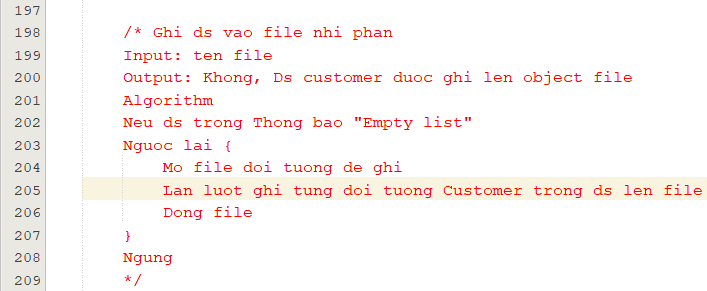 197
198 /* Ghi ds vao file nhi phan
199 Input: ten file
200 Output: Khong, Ds customer duoc ghi len object file
201 Algorithm
202 Neu ds trong Thong bao "Empty list"
203 Nguoc lai {
204 Mo file doi tuong de ghi
205 Lan luot ghi tung doi tuong Customer trong ds len file
206 Dong file
207 }
208 Ngung
209 */